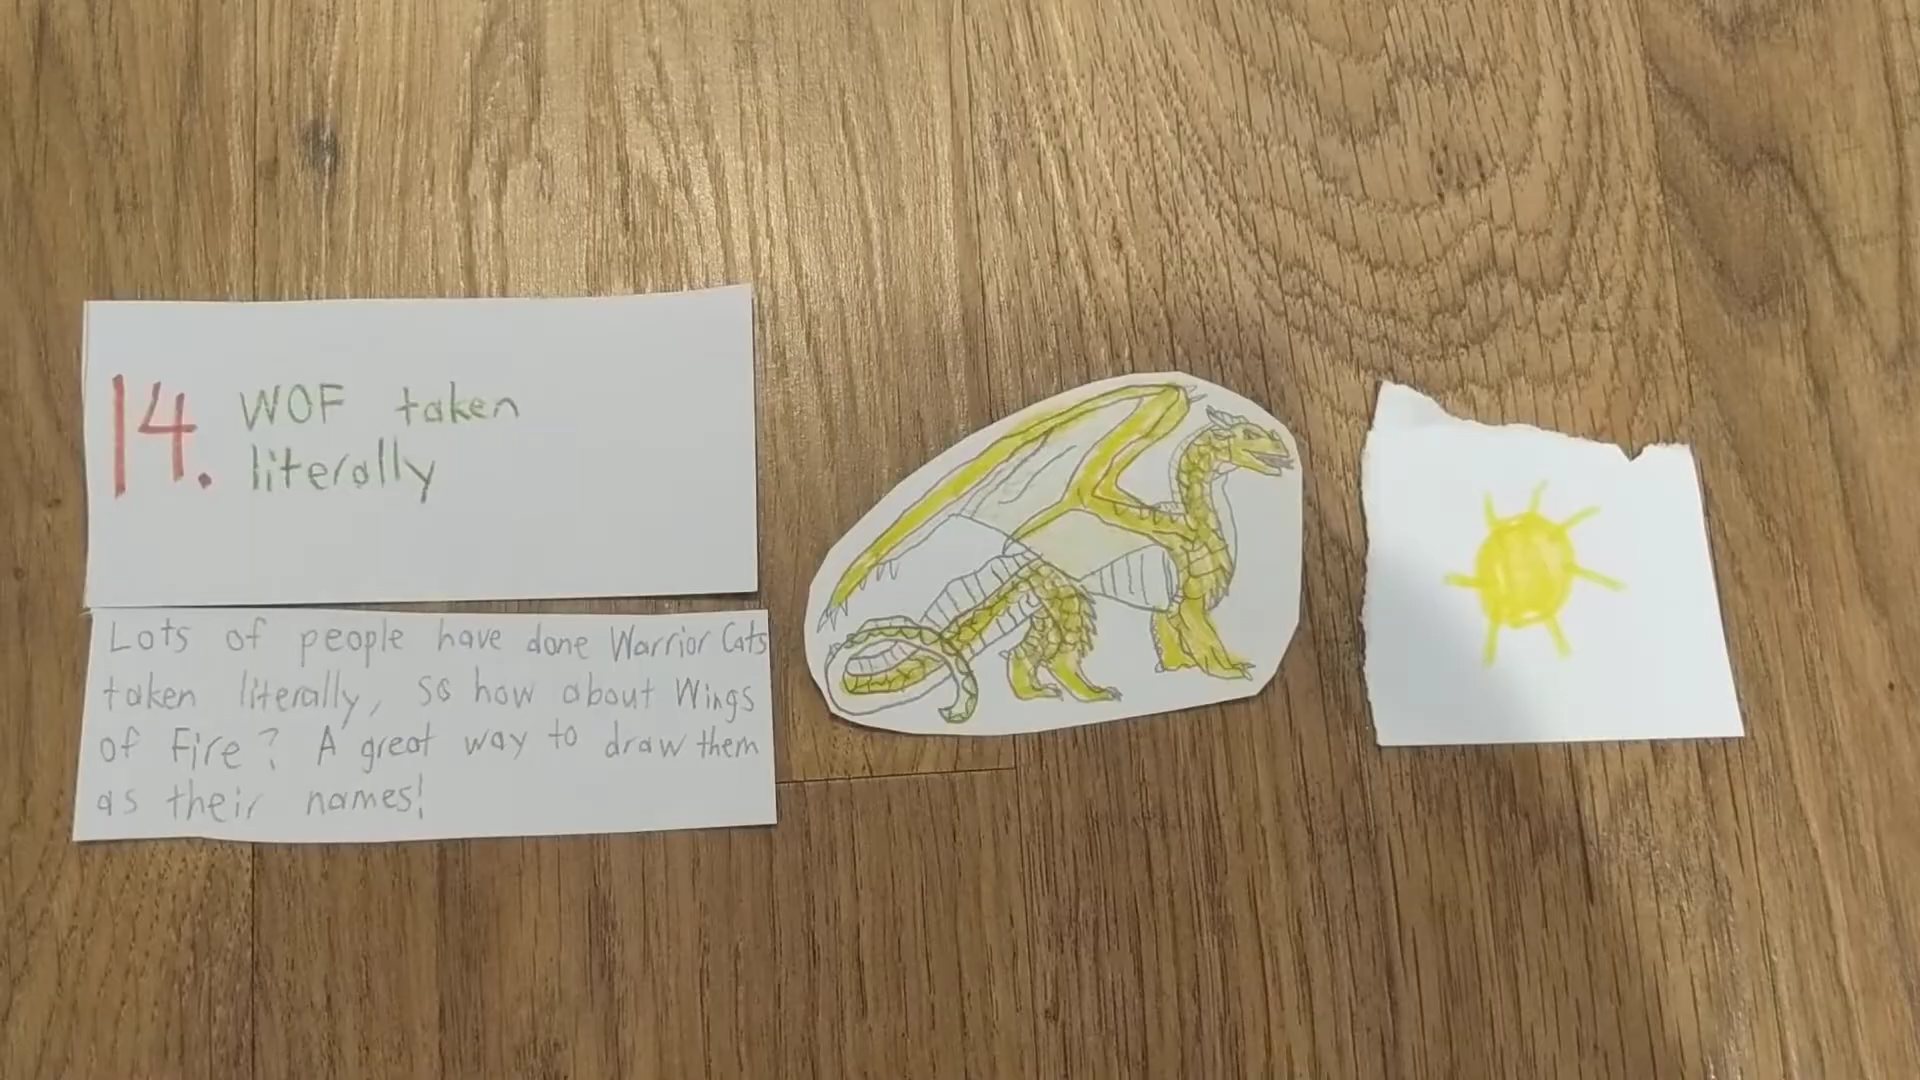 14. WOF taken
literally
Lots of people have done Warrior Cats
taken literally, so how about Wings
of Fire? A great way to draw them
as their names!